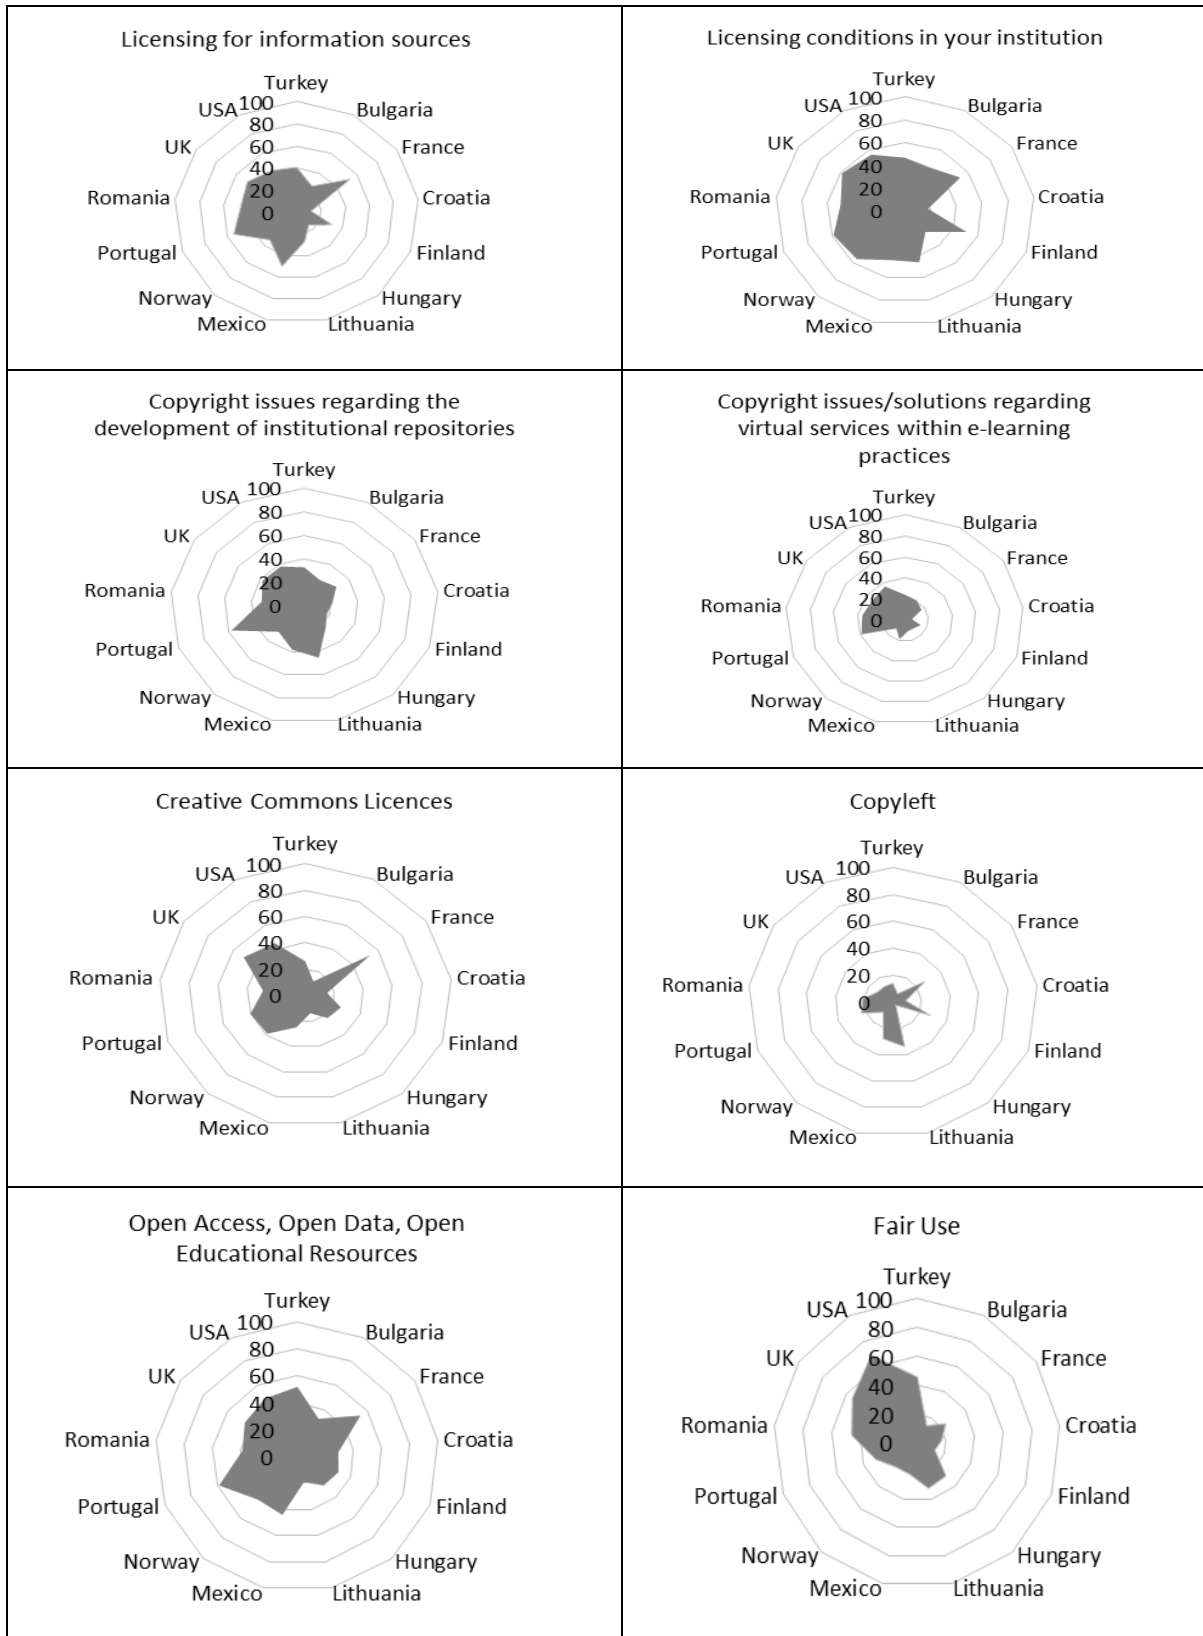 Licensing for information sources
Turkey
Bulgaria
France
Croatia
Finland
Hungary
Lithuania
Mexico
Norway
Portugal
Romania
UK
USA
100
80
60
40
20
0
Licensing conditions in your institution
Turkey
Bulgaria
France
Croatia
Finland
Hungary
Lithuania
Mexico
Norway
Portugal
Romania
UK
USA
100
80
60
40
20
0
Copyright issues regarding the
development of institutional repositories
Turkey
Bulgaria
France
Croatia
Finland
Hungary
Lithuania
Mexico
Norway
Portugal
Romania
UK
USA
100
80
60
40
20
0
Copyright issues/solutions regarding
virtual services within e-learning
practices
Turkey
Bulgaria
France
Croatia
Finland
Hungary
Lithuania
Mexico
Norway
Portugal
Romania
UK
USA
100
80
60
40
20
0
Creative Commons Licences
Turkey
Bulgaria
France
Croatia
Finland
Hungary
Lithuania
Mexico
Norway
Portugal
Romania
UK
USA
100
80
60
40
20
0
Copyleft
Turkey
Bulgaria
France
Croatia
Finland
Hungary
Lithuania
Mexico
Norway
Portugal
Romania
UK
USA
100
80
60
40
20
0
Open Access, Open Data, Open
Educational Resources
Turkey
Bulgaria
France
Croatia
Finland
Hungary
Lithuania
Mexico
Norway
Portugal
Romania
UK
USA
100
80
60
40
20
0
Fair Use
Turkey
Bulgaria
France
Croatia
Finland
Hungary
Lithuania
Mexico
Norway
Portugal
Romania
UK
USA
100
80
60
40
20
0